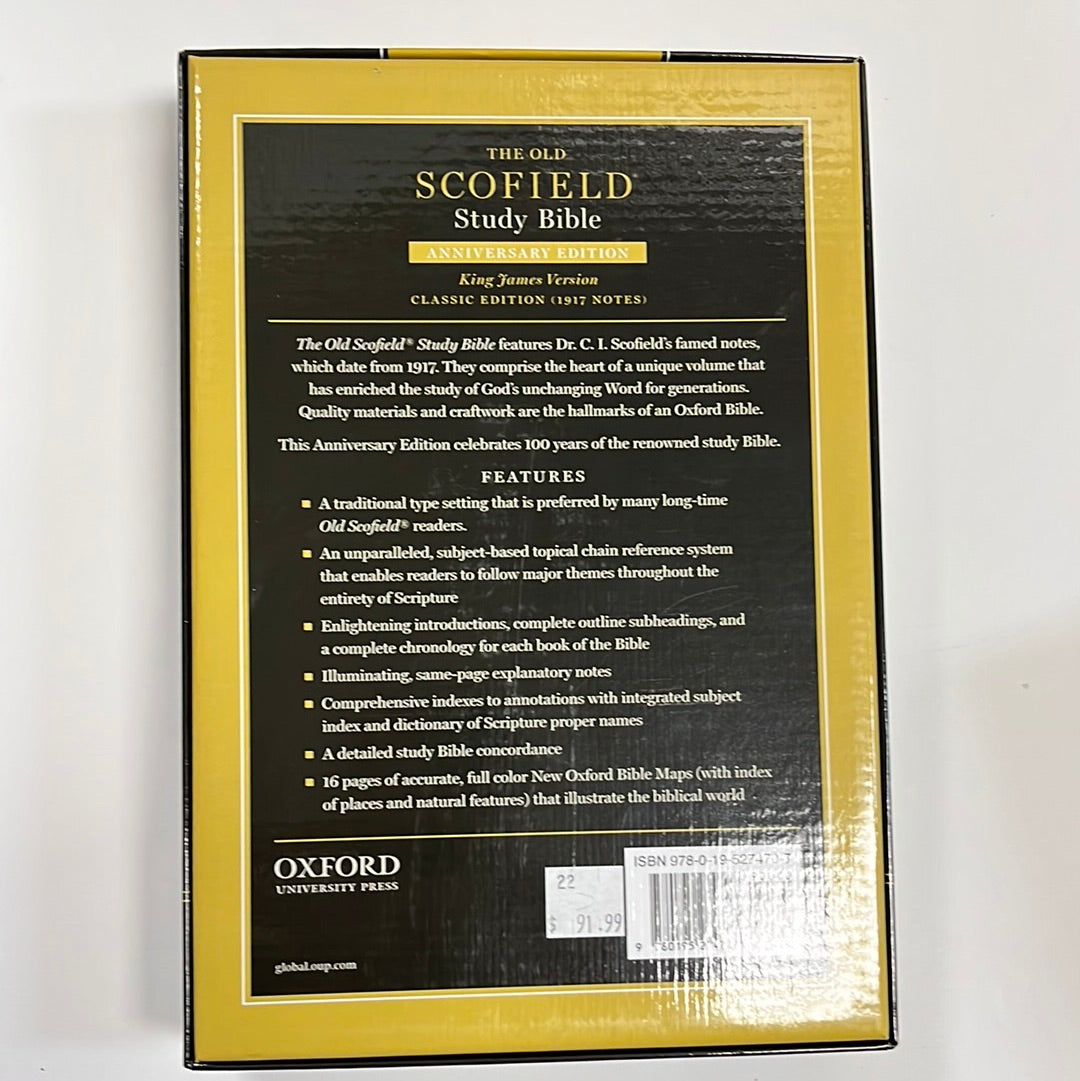 THE OLD
SCOFIELD®
Study Bible
ANNIVERSARY EDITION
King James Version
CLASSIC EDITION (1917 NOTES)
The Old Scofield® Study Bible features Dr. C. I. Scofield's famed notes,
which date from 1917. They comprise the heart of a unique volume that
has enriched the study of God's unchanging Word for generations.
Quality materials and craftwork are the hallmarks of an Oxford Bible.
This Anniversary Edition celebrates 100 years of the renowned study Bible.
FEATURES
■ A traditional type setting that is preferred by many long-time
Old Scofield® readers.
■ An unparalleled, subject-based topical chain reference system
that enables readers to follow major themes throughout the
entirety of Scripture
■ Enlightening introductions, complete outline subheadings, and
a complete chronology for each book of the Bible
■ Illuminating, same-page explanatory notes
■ Comprehensive indexes to annotations with integrated subject
index and dictionary of Scripture proper names
■ A detailed study Bible concordance
■ 16 pages of accurate, full color New Oxford Bible Maps (with index
of places and natural features) that illustrate the biblical world
OXFORD
UNIVERSITY PRESS
ISBN
22
$ 91.99
9
global.oup.com